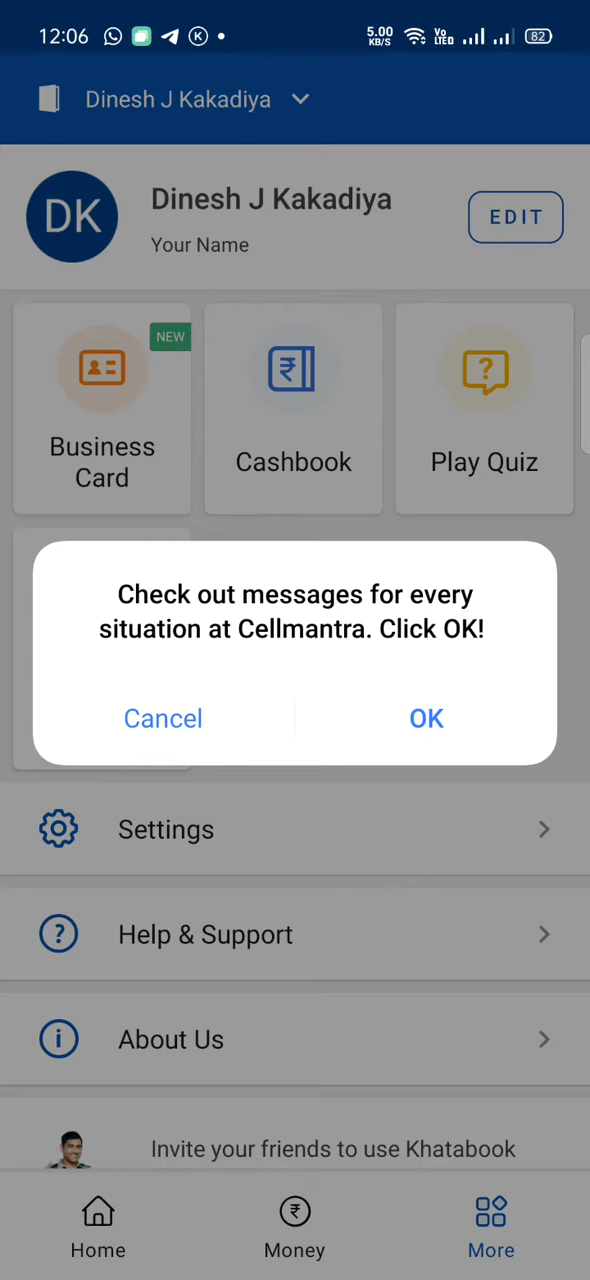 12:06
5.00 KB/S
Vo LTED
82
Dinesh J Kakadiya
DK
Dinesh J Kakadiya
Your Name
EDIT
NEW
Business
Card
Cashbook
Play Quiz
Check out messages for every
situation at Cellmantra. Click OK!
Cancel
OK
Settings
Help & Support
About Us
Invite your friends to use Khatabook
Home
Money
More